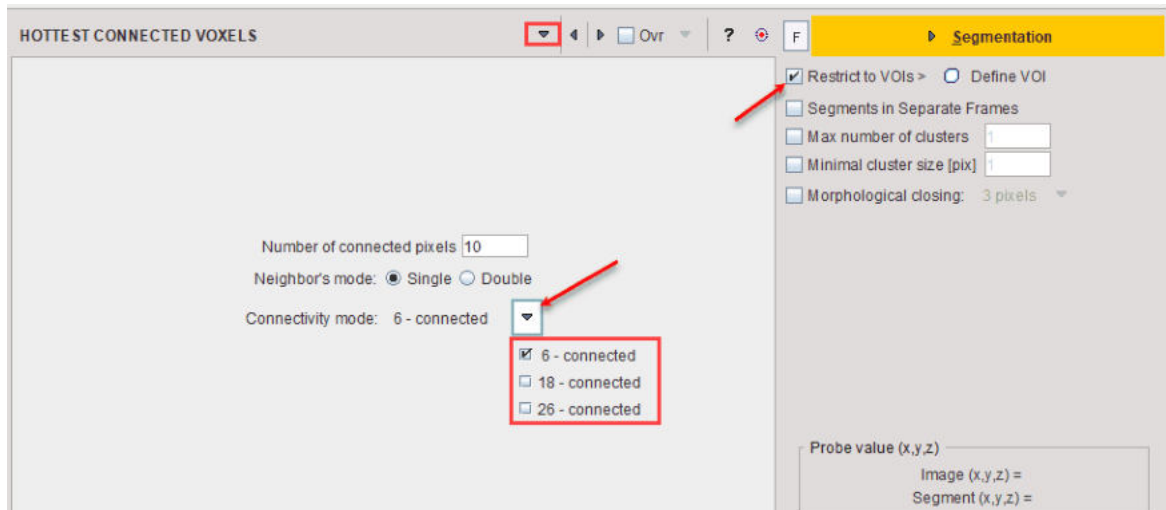 HOTTEST CONNECTED VOXELS Ovr ? F Segmentation
Restrict to VOIs > Define VOI
Segments in Separate Frames
Max number of clusters 1
Minimal cluster size [pix] 1
Morphological closing: 3 pixels
Number of connected pixels 10
Neighbor's mode: Single Double
Connectivity mode: 6 - connected
6 - connected
18 - connected
26 - connected
Probe value (x,y,z)
Image (x,y,z) =
Segment (x,y,z) =